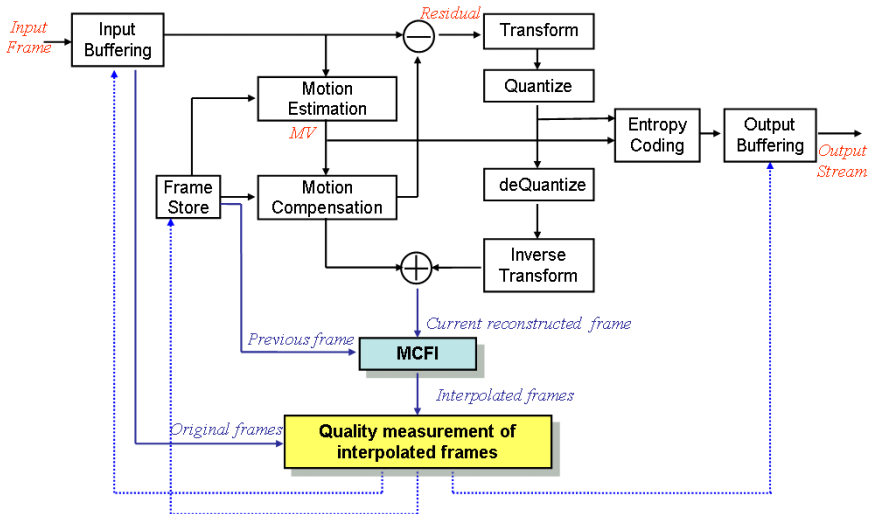 Input
Frame
Input
Buffering
Residual
Transform
Quantize
Motion
Estimation
MV
Entropy
Coding
Output
Buffering
Output
Stream
Frame
Store
Motion
Compensation
deQuantize
Inverse
Transform
Previous frame
Current reconstructed frame
MCFI
Interpolated frames
Original frames
Quality measurement of
interpolated frames